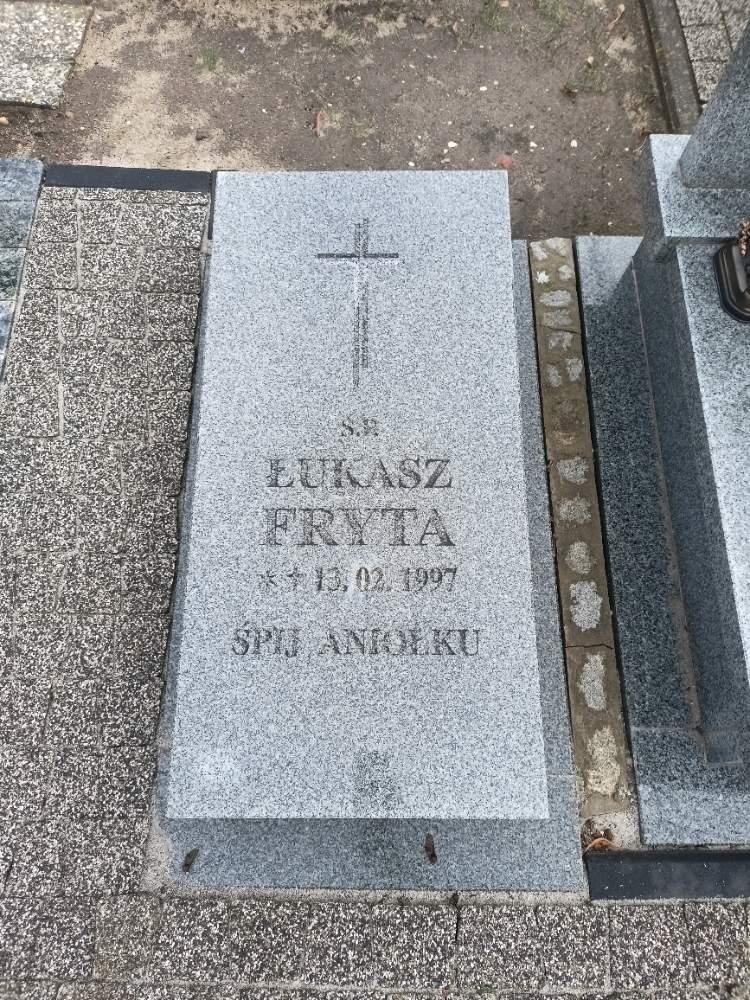 Ś.P.
ŁUKASZ
FRYTA
* † 13. 02. 1997
ŚPIJ ANIOŁKU